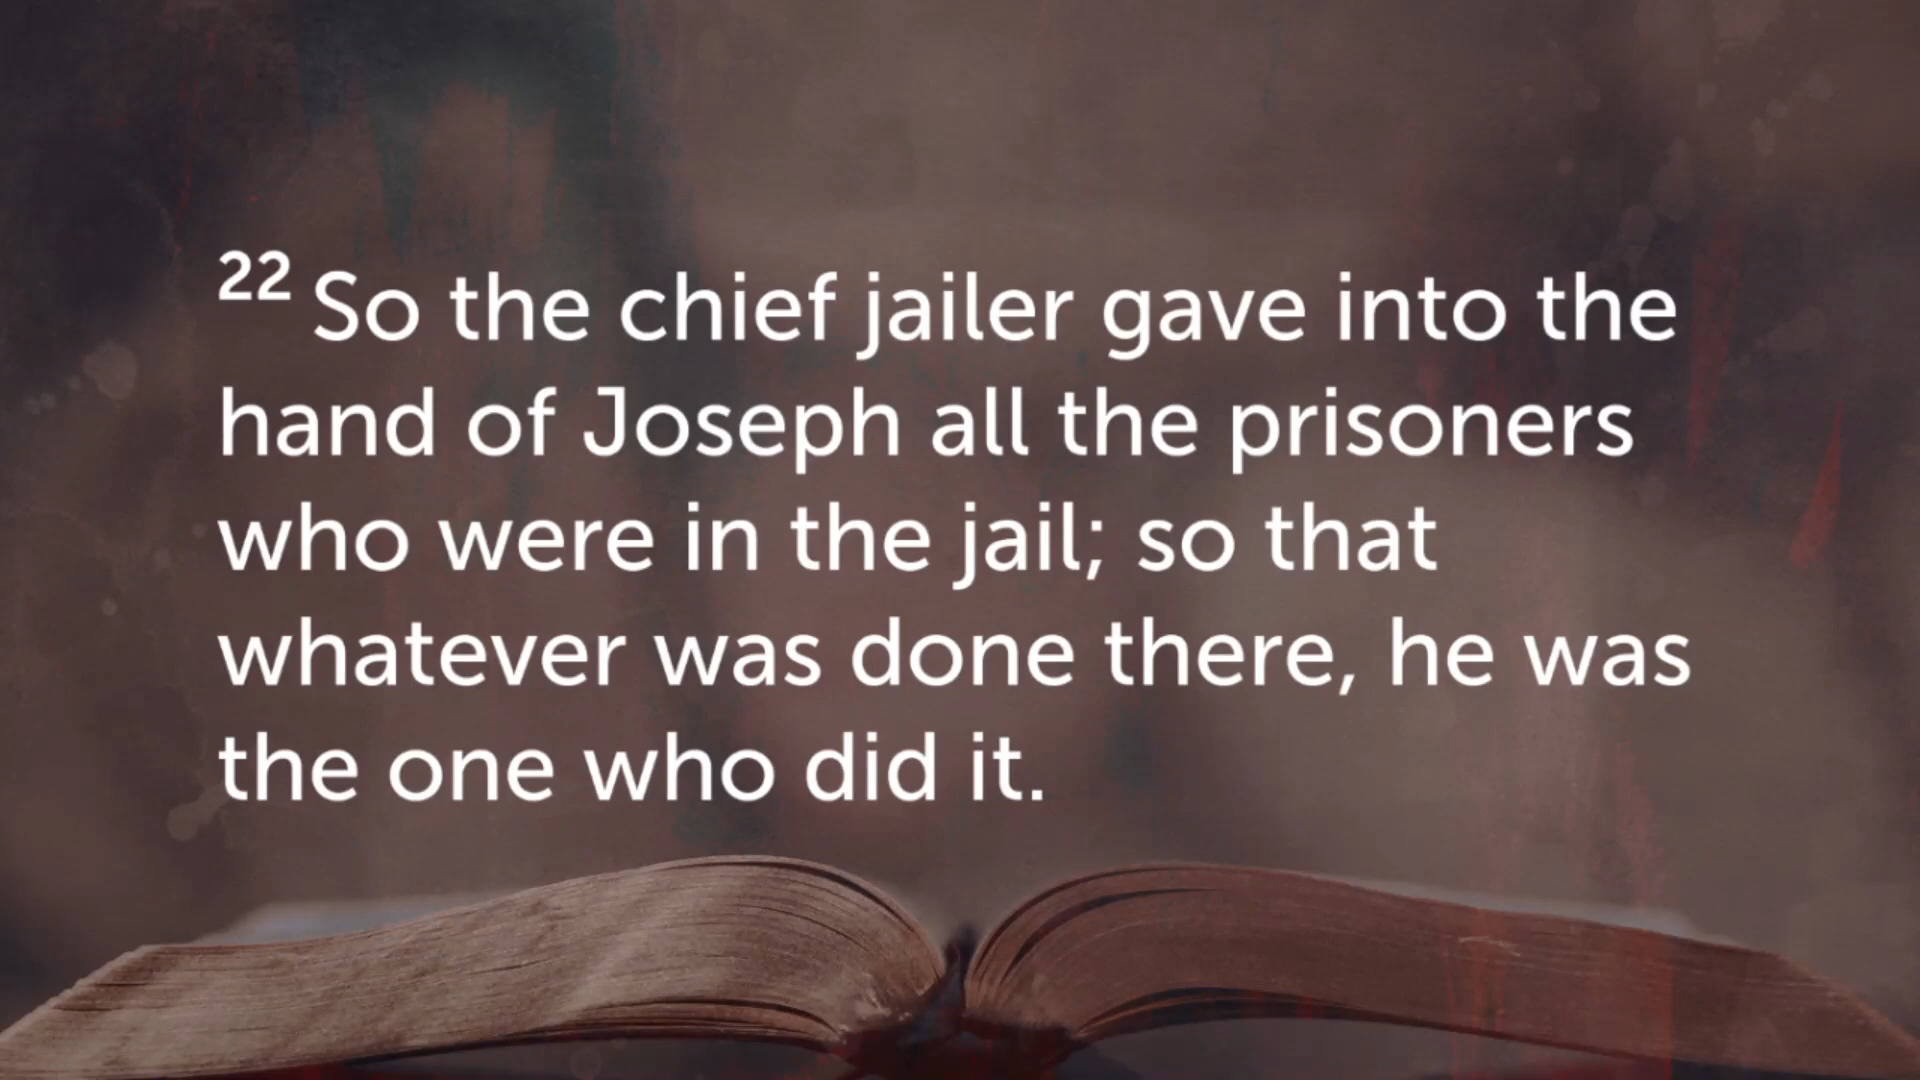 22 So the chief jailer gave into the
hand of Joseph all the prisoners
who were in the jail; so that
whatever was done there, he was
the one who did it.